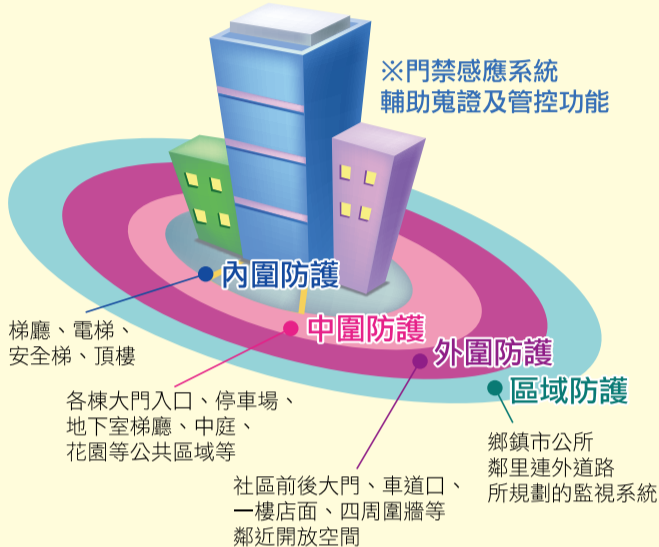 ※門禁感應系統
輔助蒐證及管控功能
內圍防護
梯廳、電梯、
安全梯、頂樓
中圍防護
各棟大門入口、停車場、
地下室梯廳、中庭、
花園等公共區域等
外圍防護
社區前後大門、車道口、
一樓店面、四周圍牆等
鄰近開放空間
區域防護
鄉鎮市公所
鄰里連外道路
所規劃的監視系統